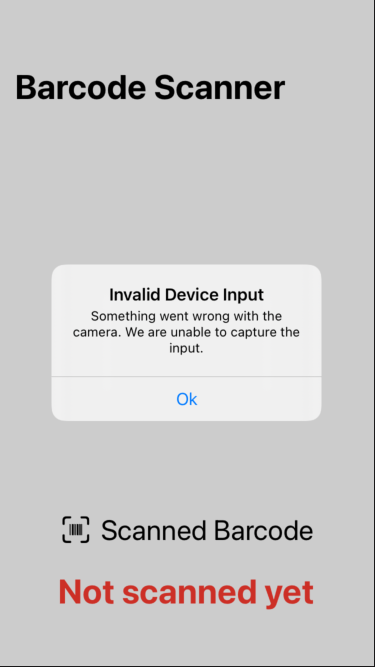 Barcode Scanner
Invalid Device Input
Something went wrong with the
camera. We are unable to capture the
input.
Ok
Scanned Barcode
Not scanned yet